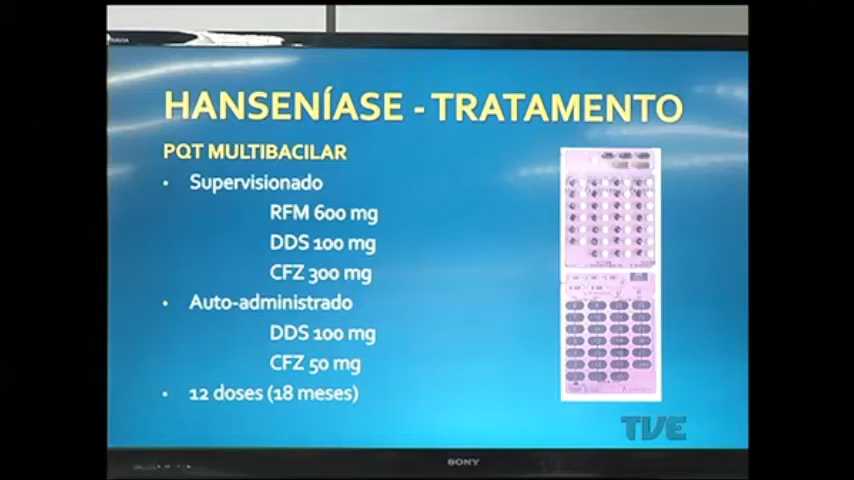 HANSENÍASE - TRATAMENTO
PQT MULTIBACILAR
• Supervisionado
RFM 600 mg
DDS 100 mg
CFZ 300 mg
• Auto-administrado
DDS 100 mg
CFZ 50 mg
• 12 doses (18 meses)
TVE
SONY